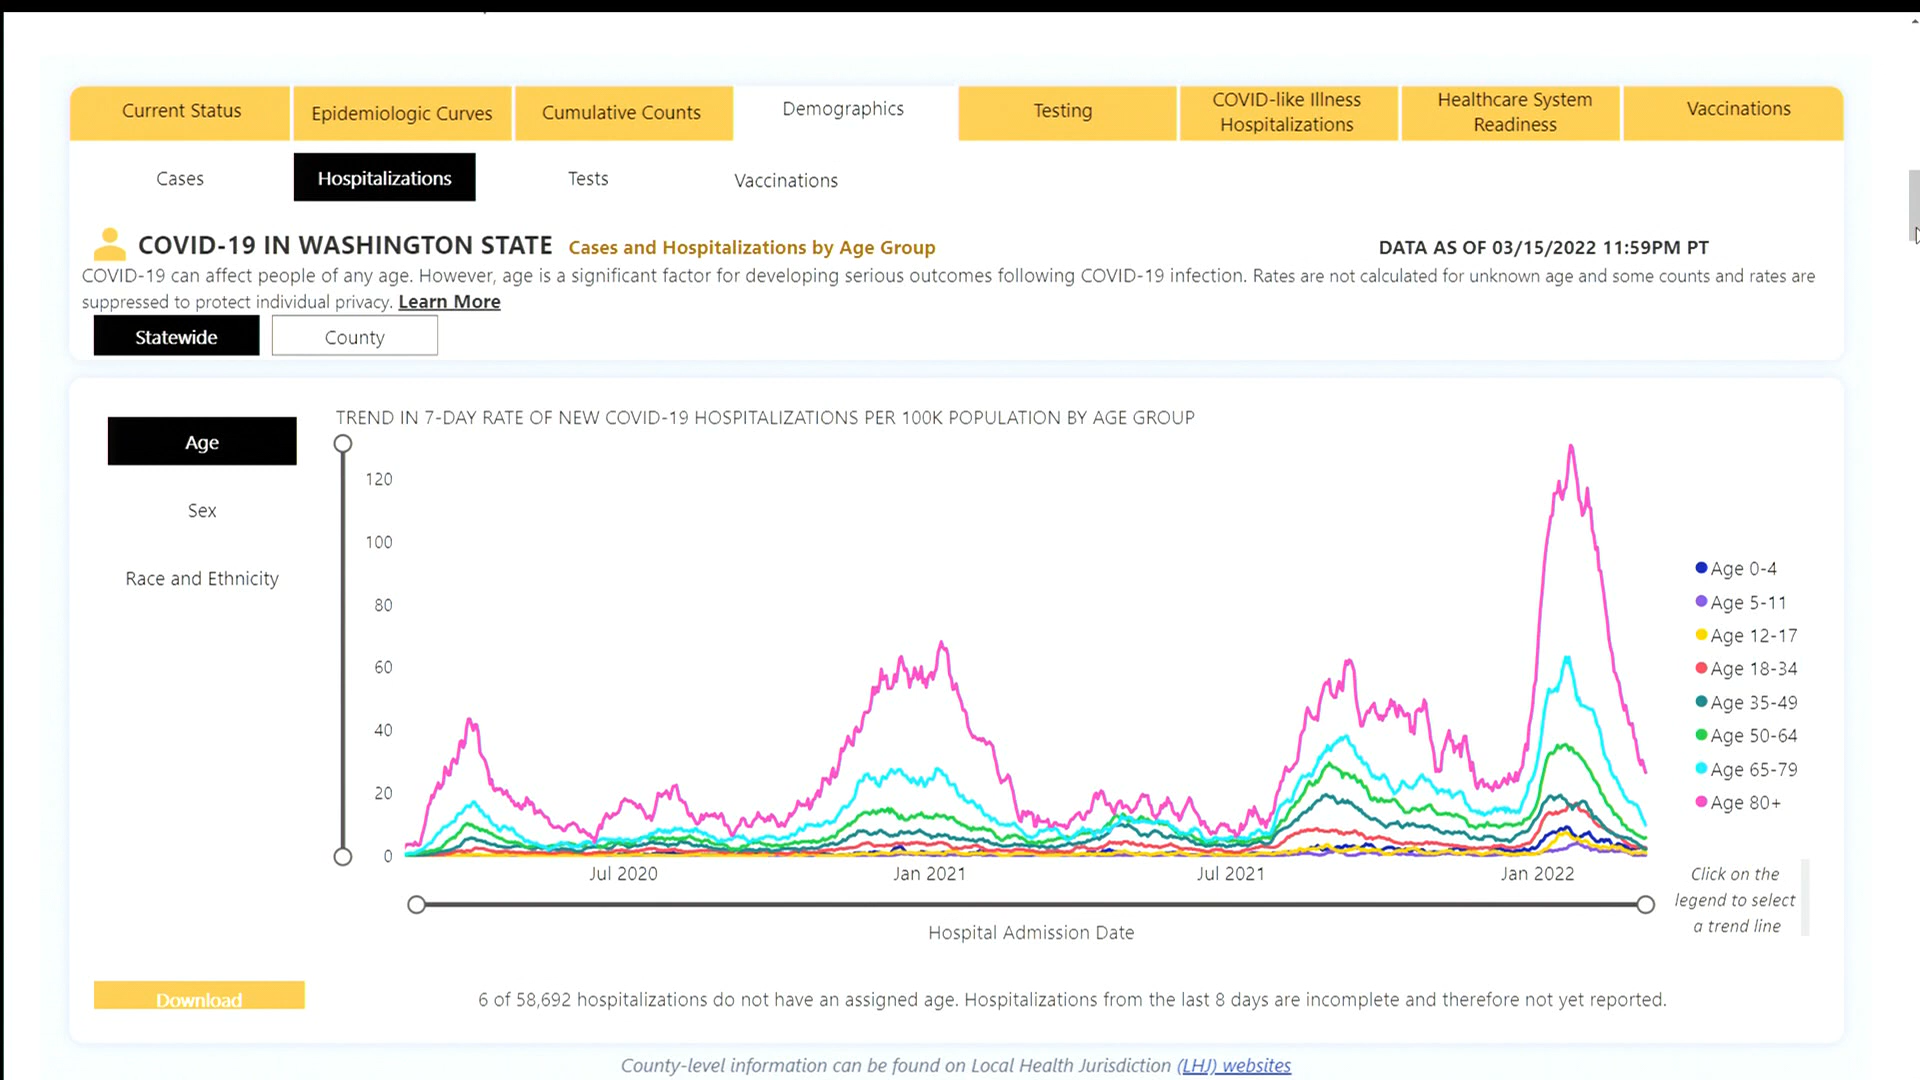 Current Status
Epidemiologic Curves
Cumulative Counts
Demographics
Testing
COVID-like Illness
Hospitalizations
Healthcare System
Readiness
Vaccinations
Cases
Hospitalizations
Tests
Vaccinations
COVID-19 IN WASHINGTON STATE Cases and Hospitalizations by Age Group
DATA AS OF 03/15/2022 11:59PM PT
COVID-19 can affect people of any age. However, age is a significant factor for developing serious outcomes following COVID-19 infection. Rates are not calculated for unknown age and some counts and rates are
suppressed to protect individual privacy. Learn More
Statewide
County
Age
Sex
Race and Ethnicity
TREND IN 7-DAY RATE OF NEW COVID-19 HOSPITALIZATIONS PER 100K POPULATION BY AGE GROUP
120
100
80
60
40
20
0
Jul 2020
Jan 2021
Jul 2021
Jan 2022
Hospital Admission Date
Age 0-4
Age 5-11
Age 12-17
Age 18-34
Age 35-49
Age 50-64
Age 65-79
Age 80+
Click on the
legend to select
a trend line
Download
6 of 58,692 hospitalizations do not have an assigned age. Hospitalizations from the last 8 days are incomplete and therefore not yet reported.
County-level information can be found on Local Health Jurisdiction (LHJ) websites